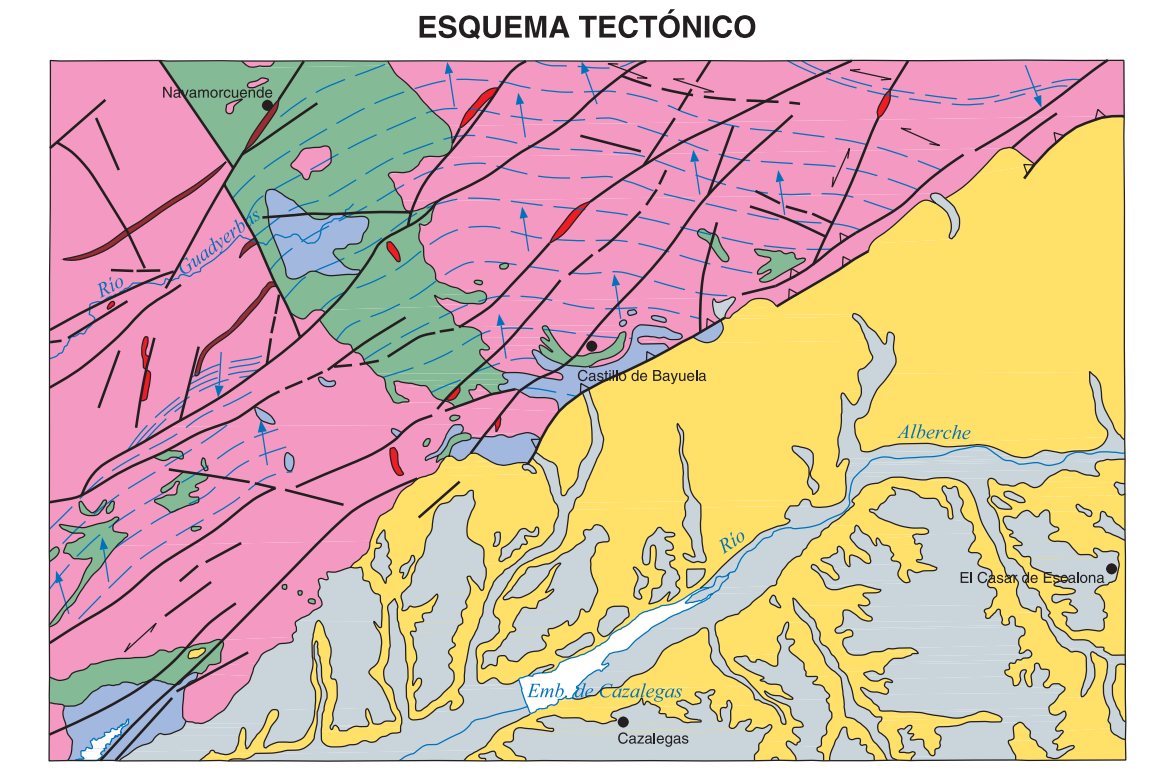 ESQUEMA TECTÓNICO
Navamorcuende
Río Guadyerbas
Castillo de Bayuela
Alberche
Río
El Casar de Escalona
Emb. de Cazalegas
Cazalegas